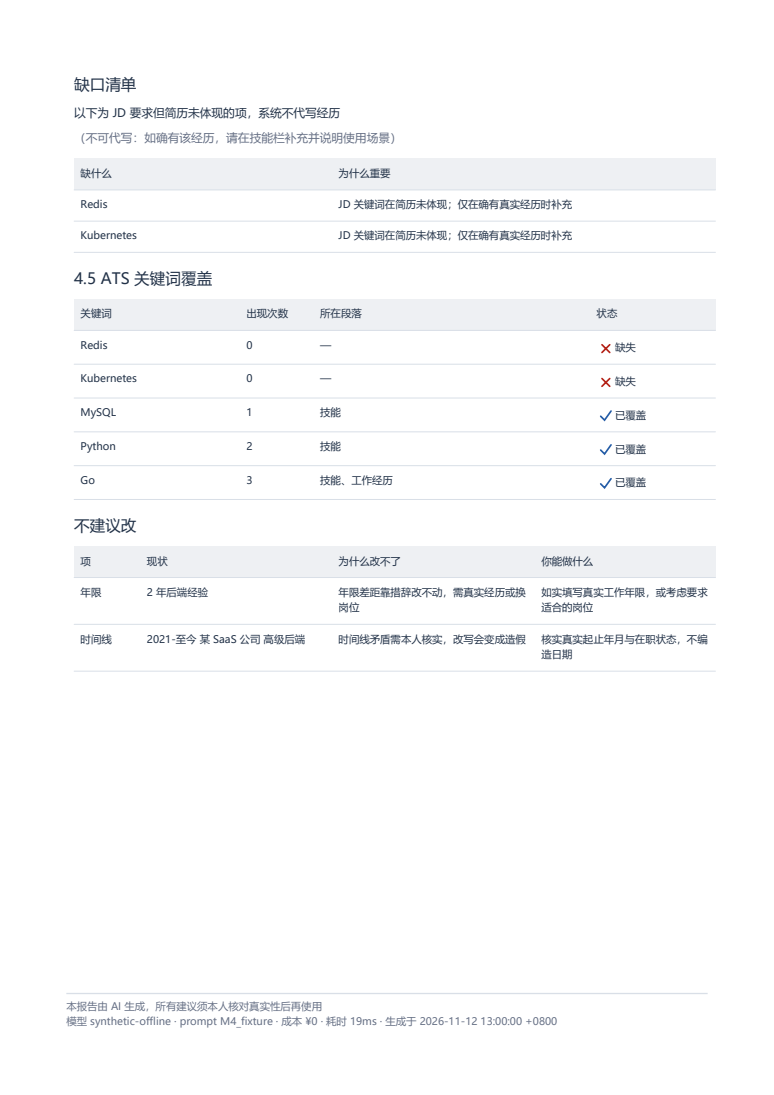 缺口清单
以下为 JD 要求但简历未体现的项，系统不代写经历
（不可代写：如确有该经历，请在技能栏补充并说明使用场景）
缺什么 为什么重要
Redis JD 关键词在简历未体现；仅在确有真实经历时补充
Kubernetes JD 关键词在简历未体现；仅在确有真实经历时补充
4.5 ATS 关键词覆盖
关键词 出现次数 所在段落 状态
Redis 0 — ✕ 缺失
Kubernetes 0 — ✕ 缺失
MySQL 1 技能 ✓ 已覆盖
Python 2 技能 ✓ 已覆盖
Go 3 技能、工作经历 ✓ 已覆盖
不建议改
项 现状 为什么改不了 你能做什么
年限 2 年后端经验 年限差距靠措辞改不动，需真实经历或换 如实填写真实工作年限，或考虑要求
岗位 适合的岗位
时间线 2021-至今 某 SaaS 公司 高级后端 时间线矛盾需本人核实，改写会变成造假 核实真实起止年月与在职状态，不编
造日期
本报告由 AI 生成，所有建议须本人核对真实性后再使用
模型 synthetic-offline · prompt M4_fixture · 成本 ¥0 · 耗时 19ms · 生成于 2026-11-12 13:00:00 +0800